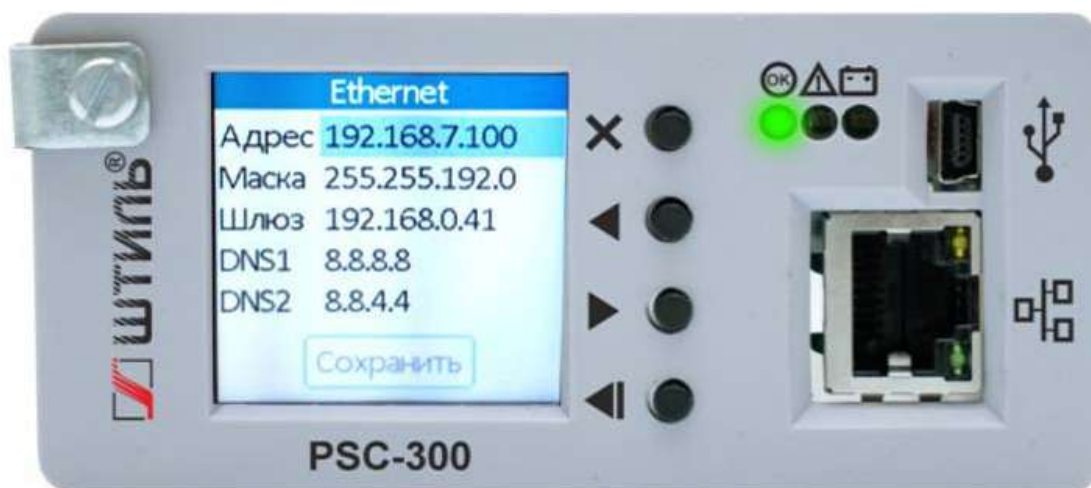 Ethernet
Адрес 192.168.7.100
Маска 255.255.192.0
Шлюз 192.168.0.41
DNS1 8.8.8.8
DNS2 8.8.4.4
Сохранить
ШТИЛЬ®
OK
PSC-300